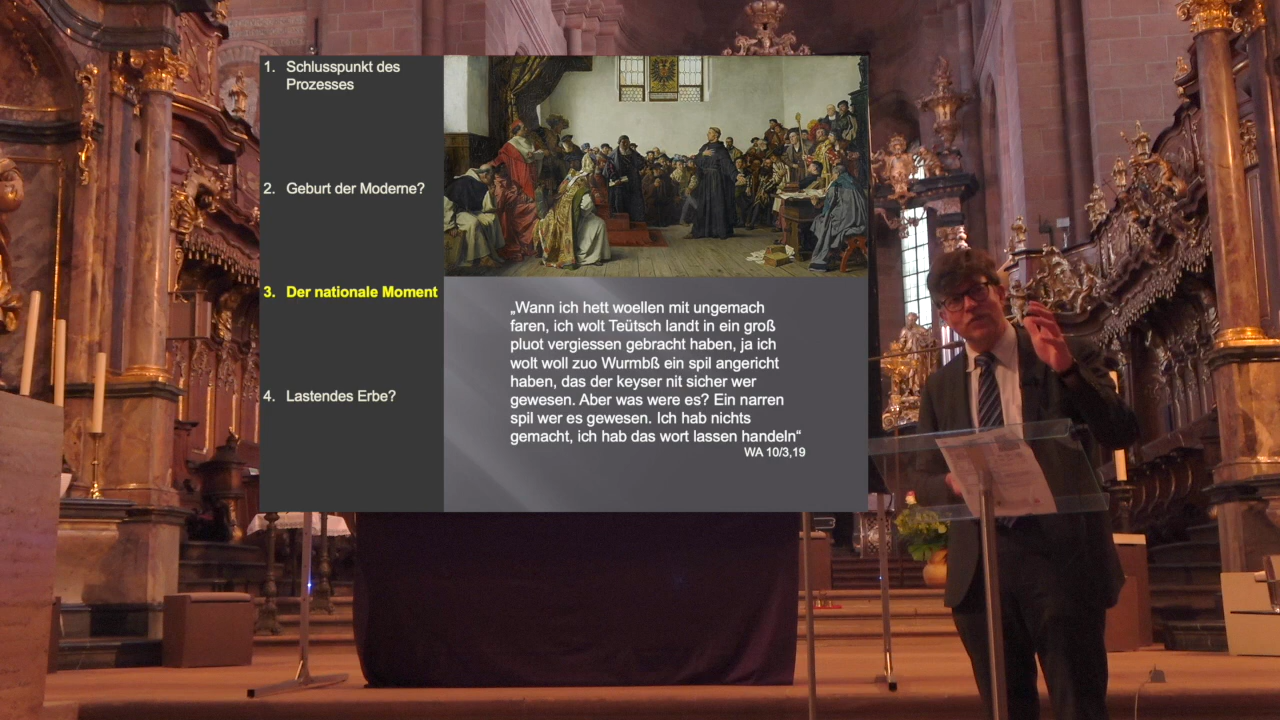 1. Schlusspunkt des
Prozesses
2. Geburt der Moderne?
3. Der nationale Moment
4. Lastendes Erbe?
„Wann ich hett woellen mit ungemach
faren, ich wolt Teütsch landt in ein groß
pluot vergiessen gebracht haben, ja ich
wolt woll zuo Wurmbß ein spil angericht
haben, das der keyser nit sicher wer
gewesen. Aber was were es? Ein narren
spil wer es gewesen. Ich hab nichts
gemacht, ich hab das wort lassen handeln“
WA 10/3,19